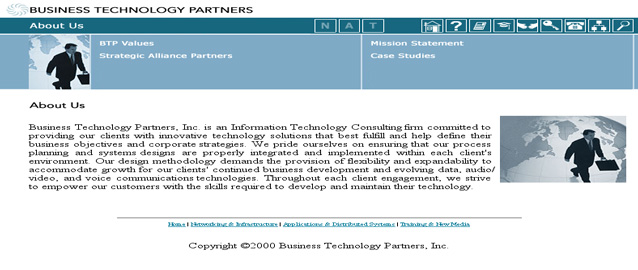 BUSINESS TECHNOLOGY PARTNERS
About Us
N A T
?
BTP Values
Mission Statement
Strategic Alliance Partners
Case Studies
About Us
Business Technology Partners, Inc. is an Information Technology Consulting firm committed to
providing our clients with innovative technology solutions that best fulfill and help define their
business objectives and corporate strategies. We pride ourselves on ensuring that our process
planning and systems designs are properly integrated and implemented within each client's
environment. Our design methodology demands the provision of flexibility and expandability to
accommodate growth for our clients' continued business development and evolving data, audio/
video, and voice communications technologies. Throughout each client engagement, we strive
to empower our customers with the skills required to develop and maintain their technology.
Home | Networking & Infrastructure | Applications & Distributed Systems | Training & New Media
Copyright ©2000 Business Technology Partners, Inc.